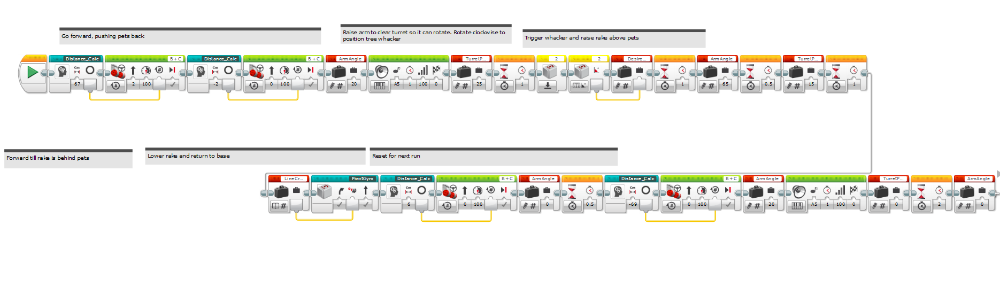 Go forward, pushing pets back
Raise arm to clear turret so it can rotate. Rotate clockwise to
position tree whacker
Trigger whacker and raise rake above pets
Distance_Calc B + C Distance_Calc B + C ArmAngle TurretP... 2 2 Desire... ArmAngle TurretP...
Cm # # Cm # #
67 2 100 -2 0 100 20 A5 1 100 0 25 1 1 65 0.5 15 1
# # # # # # #
Forward till rake is behind pets
Lower rake and return to base
Reset for next run
LineCr... PivotGyro Distance_Calc B + C ArmAngle Distance_Calc B + C ArmAngle TurretP... ArmAngle
°/# Cm # Cm #
6 0 100 0 0.5 -69 0 100 20 A5 1 100 0 0 2 0
# # # # # # #